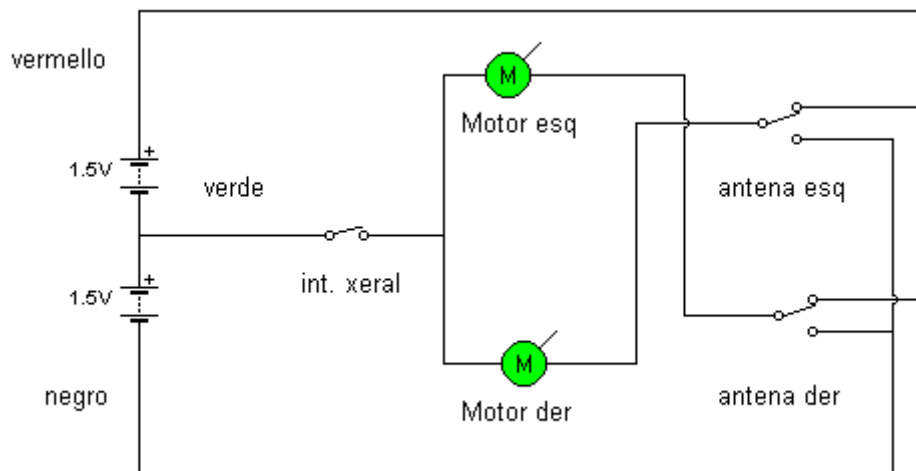 vermello
M
Motor esq
+
1.5V
verde
antena esq
int. xeral
+
1.5V
negro
M
Motor der
antena der